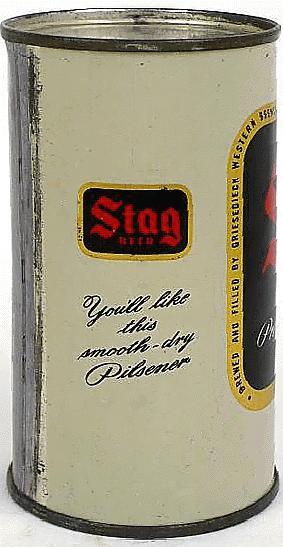 Stag
BEER
You'll like
this
smooth-dry
Pilsener
BREWED AND FILLED BY GRIESEDIECK WESTERN